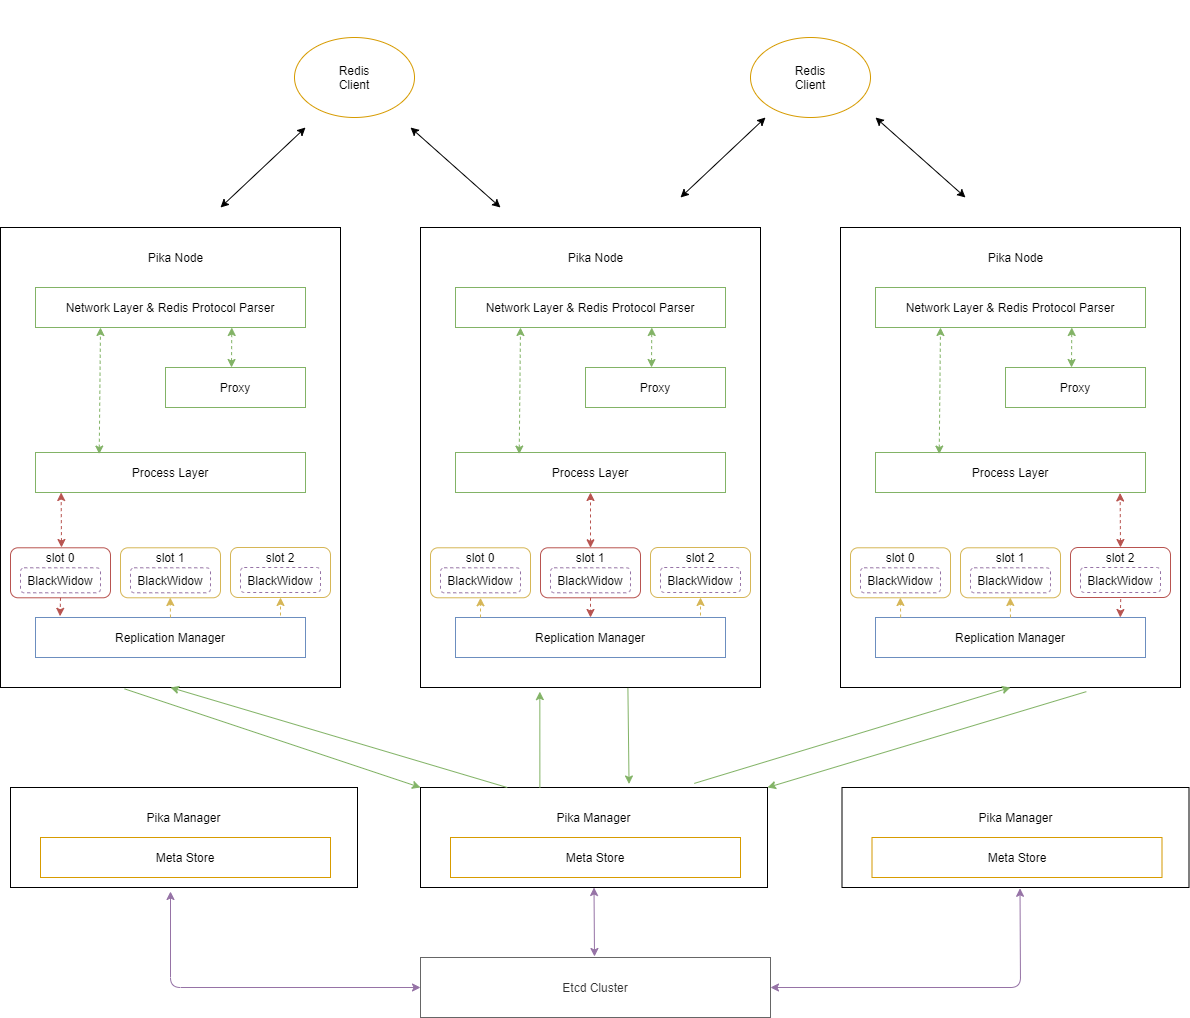 Redis
Client
Redis
Client
Pika Node
Network Layer & Redis Protocol Parser
Proxy
Process Layer
slot 0
BlackWidow
slot 1
BlackWidow
slot 2
BlackWidow
Replication Manager
Pika Node
Network Layer & Redis Protocol Parser
Proxy
Process Layer
slot 0
BlackWidow
slot 1
BlackWidow
slot 2
BlackWidow
Replication Manager
Pika Node
Network Layer & Redis Protocol Parser
Proxy
Process Layer
slot 0
BlackWidow
slot 1
BlackWidow
slot 2
BlackWidow
Replication Manager
Pika Manager
Meta Store
Pika Manager
Meta Store
Pika Manager
Meta Store
Etcd Cluster